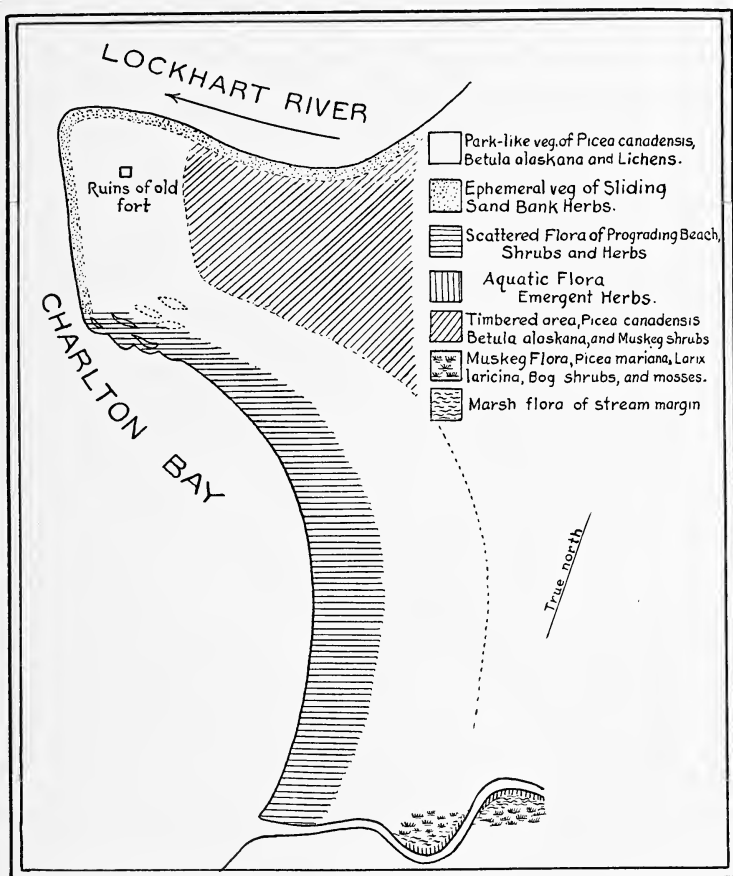 LOCKHART RIVER
Ruins of old
fort
CHARLTON BAY
Park-like veg. of Picea canadensis,
Betula alaskana and Lichens.
Ephemeral veg of Sliding
Sand Bank Herbs.
Scattered Flora of Prograding Beach,
Shrubs and Herbs
Aquatic Flora
Emergent Herbs.
Timbered area, Picea canadensis
Betula alaskana, and Muskeg shrubs
Muskeg Flora, Picea mariana, Larix
laricina, Bog shrubs, and mosses.
Marsh flora of stream margin
True north